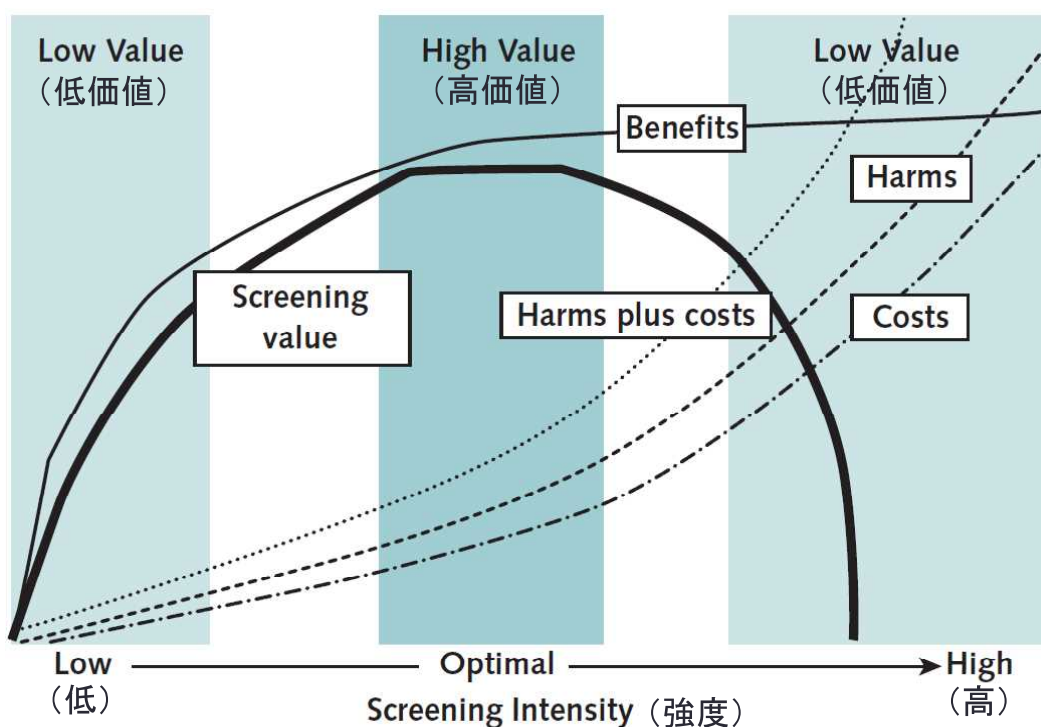 Low Value
（低価値）
High Value
（高価値）
Low Value
（低価値）
Benefits
Harms
Screening
value
Harms plus costs
Costs
Low
（低）
Optimal
High
（高）
Screening Intensity（強度）